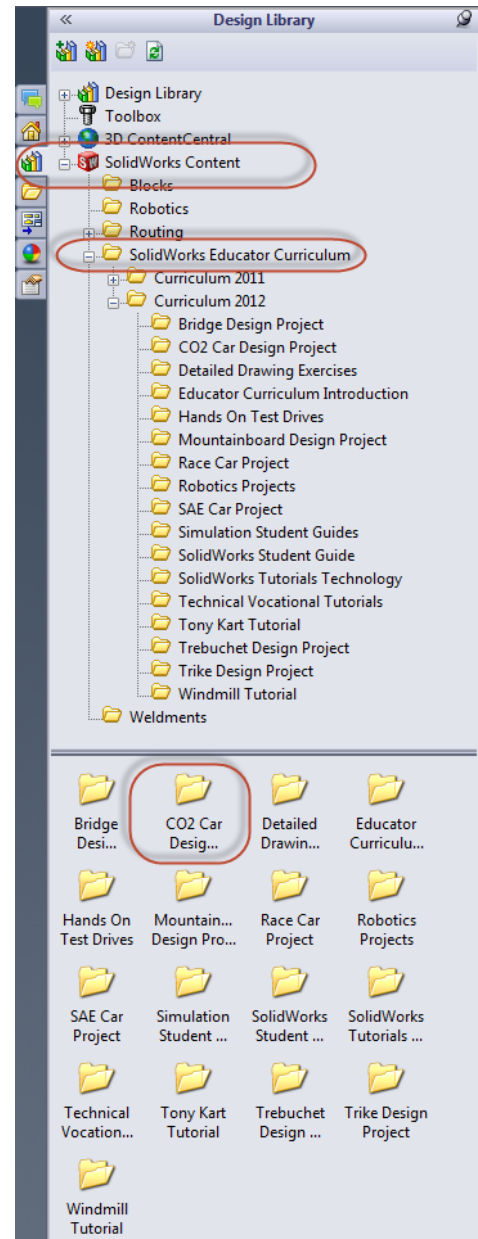 Design Library
Design Library
Toolbox
3D ContentCentral
SolidWorks Content
Blocks
Robotics
Routing
SolidWorks Educator Curriculum
Curriculum 2011
Curriculum 2012
Bridge Design Project
CO2 Car Design Project
Detailed Drawing Exercises
Educator Curriculum Introduction
Hands On Test Drives
Mountainboard Design Project
Race Car Project
Robotics Projects
SAE Car Project
Simulation Student Guides
SolidWorks Student Guide
SolidWorks Tutorials Technology
Technical Vocational Tutorials
Tony Kart Tutorial
Trebuchet Design Project
Trike Design Project
Windmill Tutorial
Weldments
Bridge
Desi...
CO2 Car
Desig...
Detailed
Drawin...
Educator
Curriculu...
Hands On
Test Drives
Mountain...
Design Pro...
Race Car
Project
Robotics
Projects
SAE Car
Project
Simulation
Student ...
SolidWorks
Student ...
SolidWorks
Tutorials ...
Technical
Vocation...
Tony Kart
Tutorial
Trebuchet
Design ...
Trike Design
Project
Windmill
Tutorial